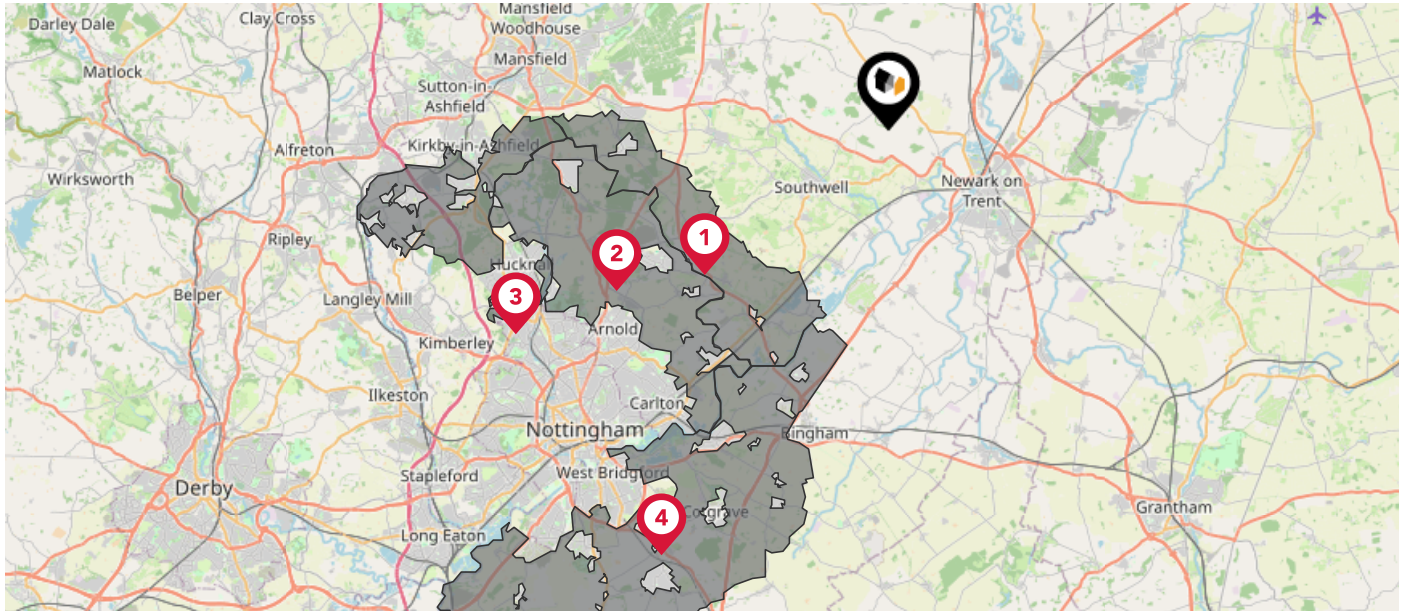 Darley Dale
Clay Cross
Mansfield
Woodhouse
Mansfield
Matlock
Sutton-in-
Ashfield
Alfreton
Kirkby-in-Ashfield
Wirksworth
Southwell
Newark on
Trent
Ripley
1
2
Hucknal
3
Belper
Langley Mill
Arnold
Kimberley
Ilkeston
Carlton
Nottingham
Bingham
Stapleford
West Bridgford
Derby
4
Cotgrave
Grantham
Long Eaton